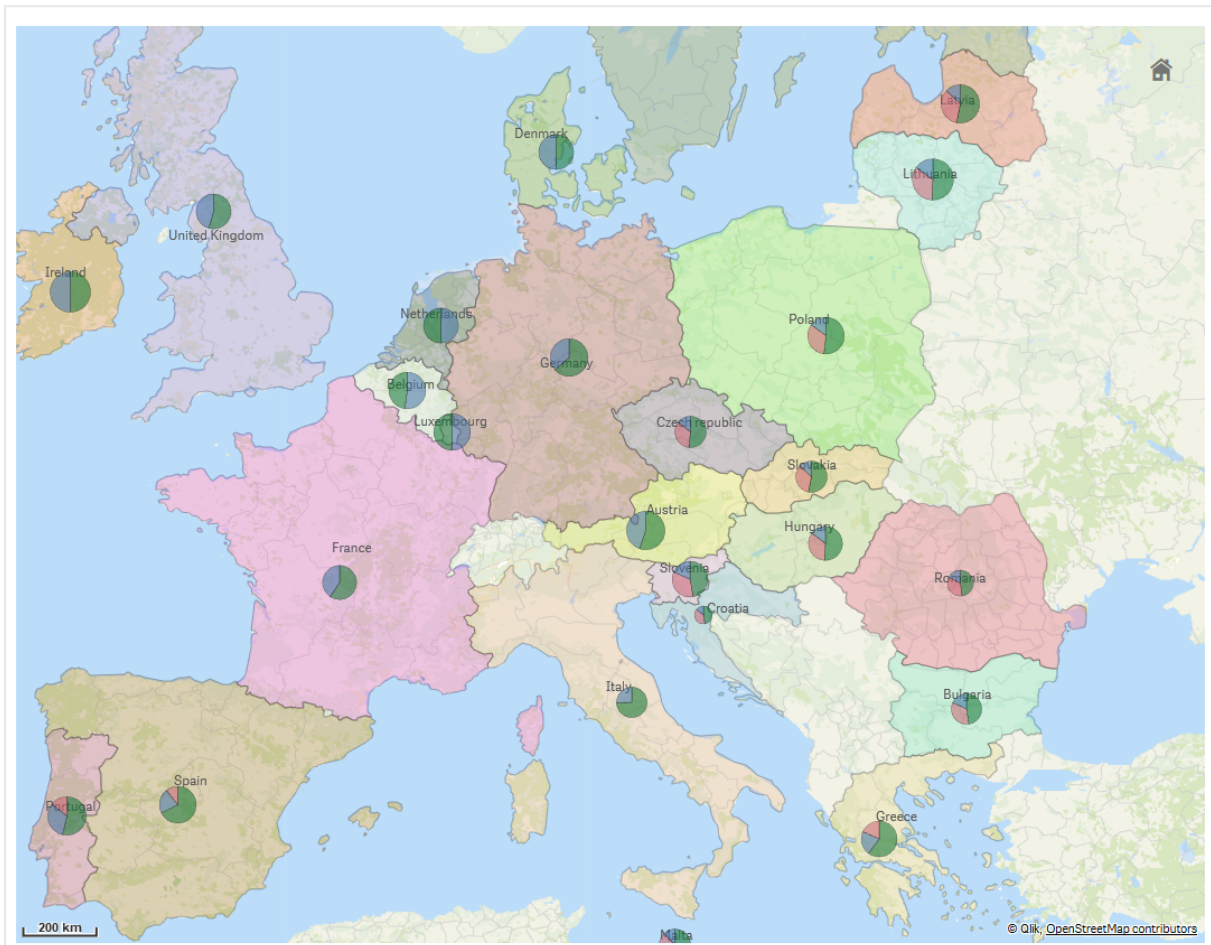 Latvia
Denmark
Lithuania
United Kingdom
Ireland
Netherlands
Poland
Germany
Belgium
Luxembourg
Czech republic
Slovakia
Austria
Hungary
France
Slovenia
Romania
Croatia
Italy
Bulgaria
Spain
Portugal
Greece
200 km
© Qlik, OpenStreetMap contributors
Malta